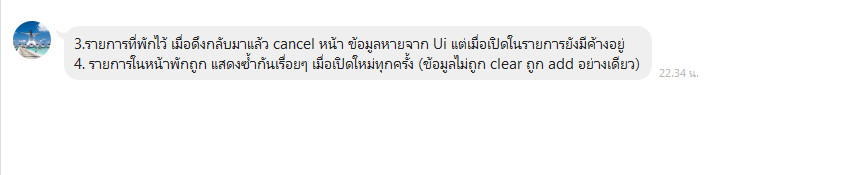 3.รายการที่พักไว้ เมื่อดึงกลับมาแล้ว cancel หน้า ข้อมูลหายจาก Ui แต่เมื่อเปิดในรายการยังมีค้างอยู่
4. รายการในหน้าพักถูก แสดงซ้ำกันเรื่อยๆ เมื่อเปิดใหม่ทุกครั้ง (ข้อมูลไม่ถูก clear ถูก add อย่างเดียว)
22.34 น.